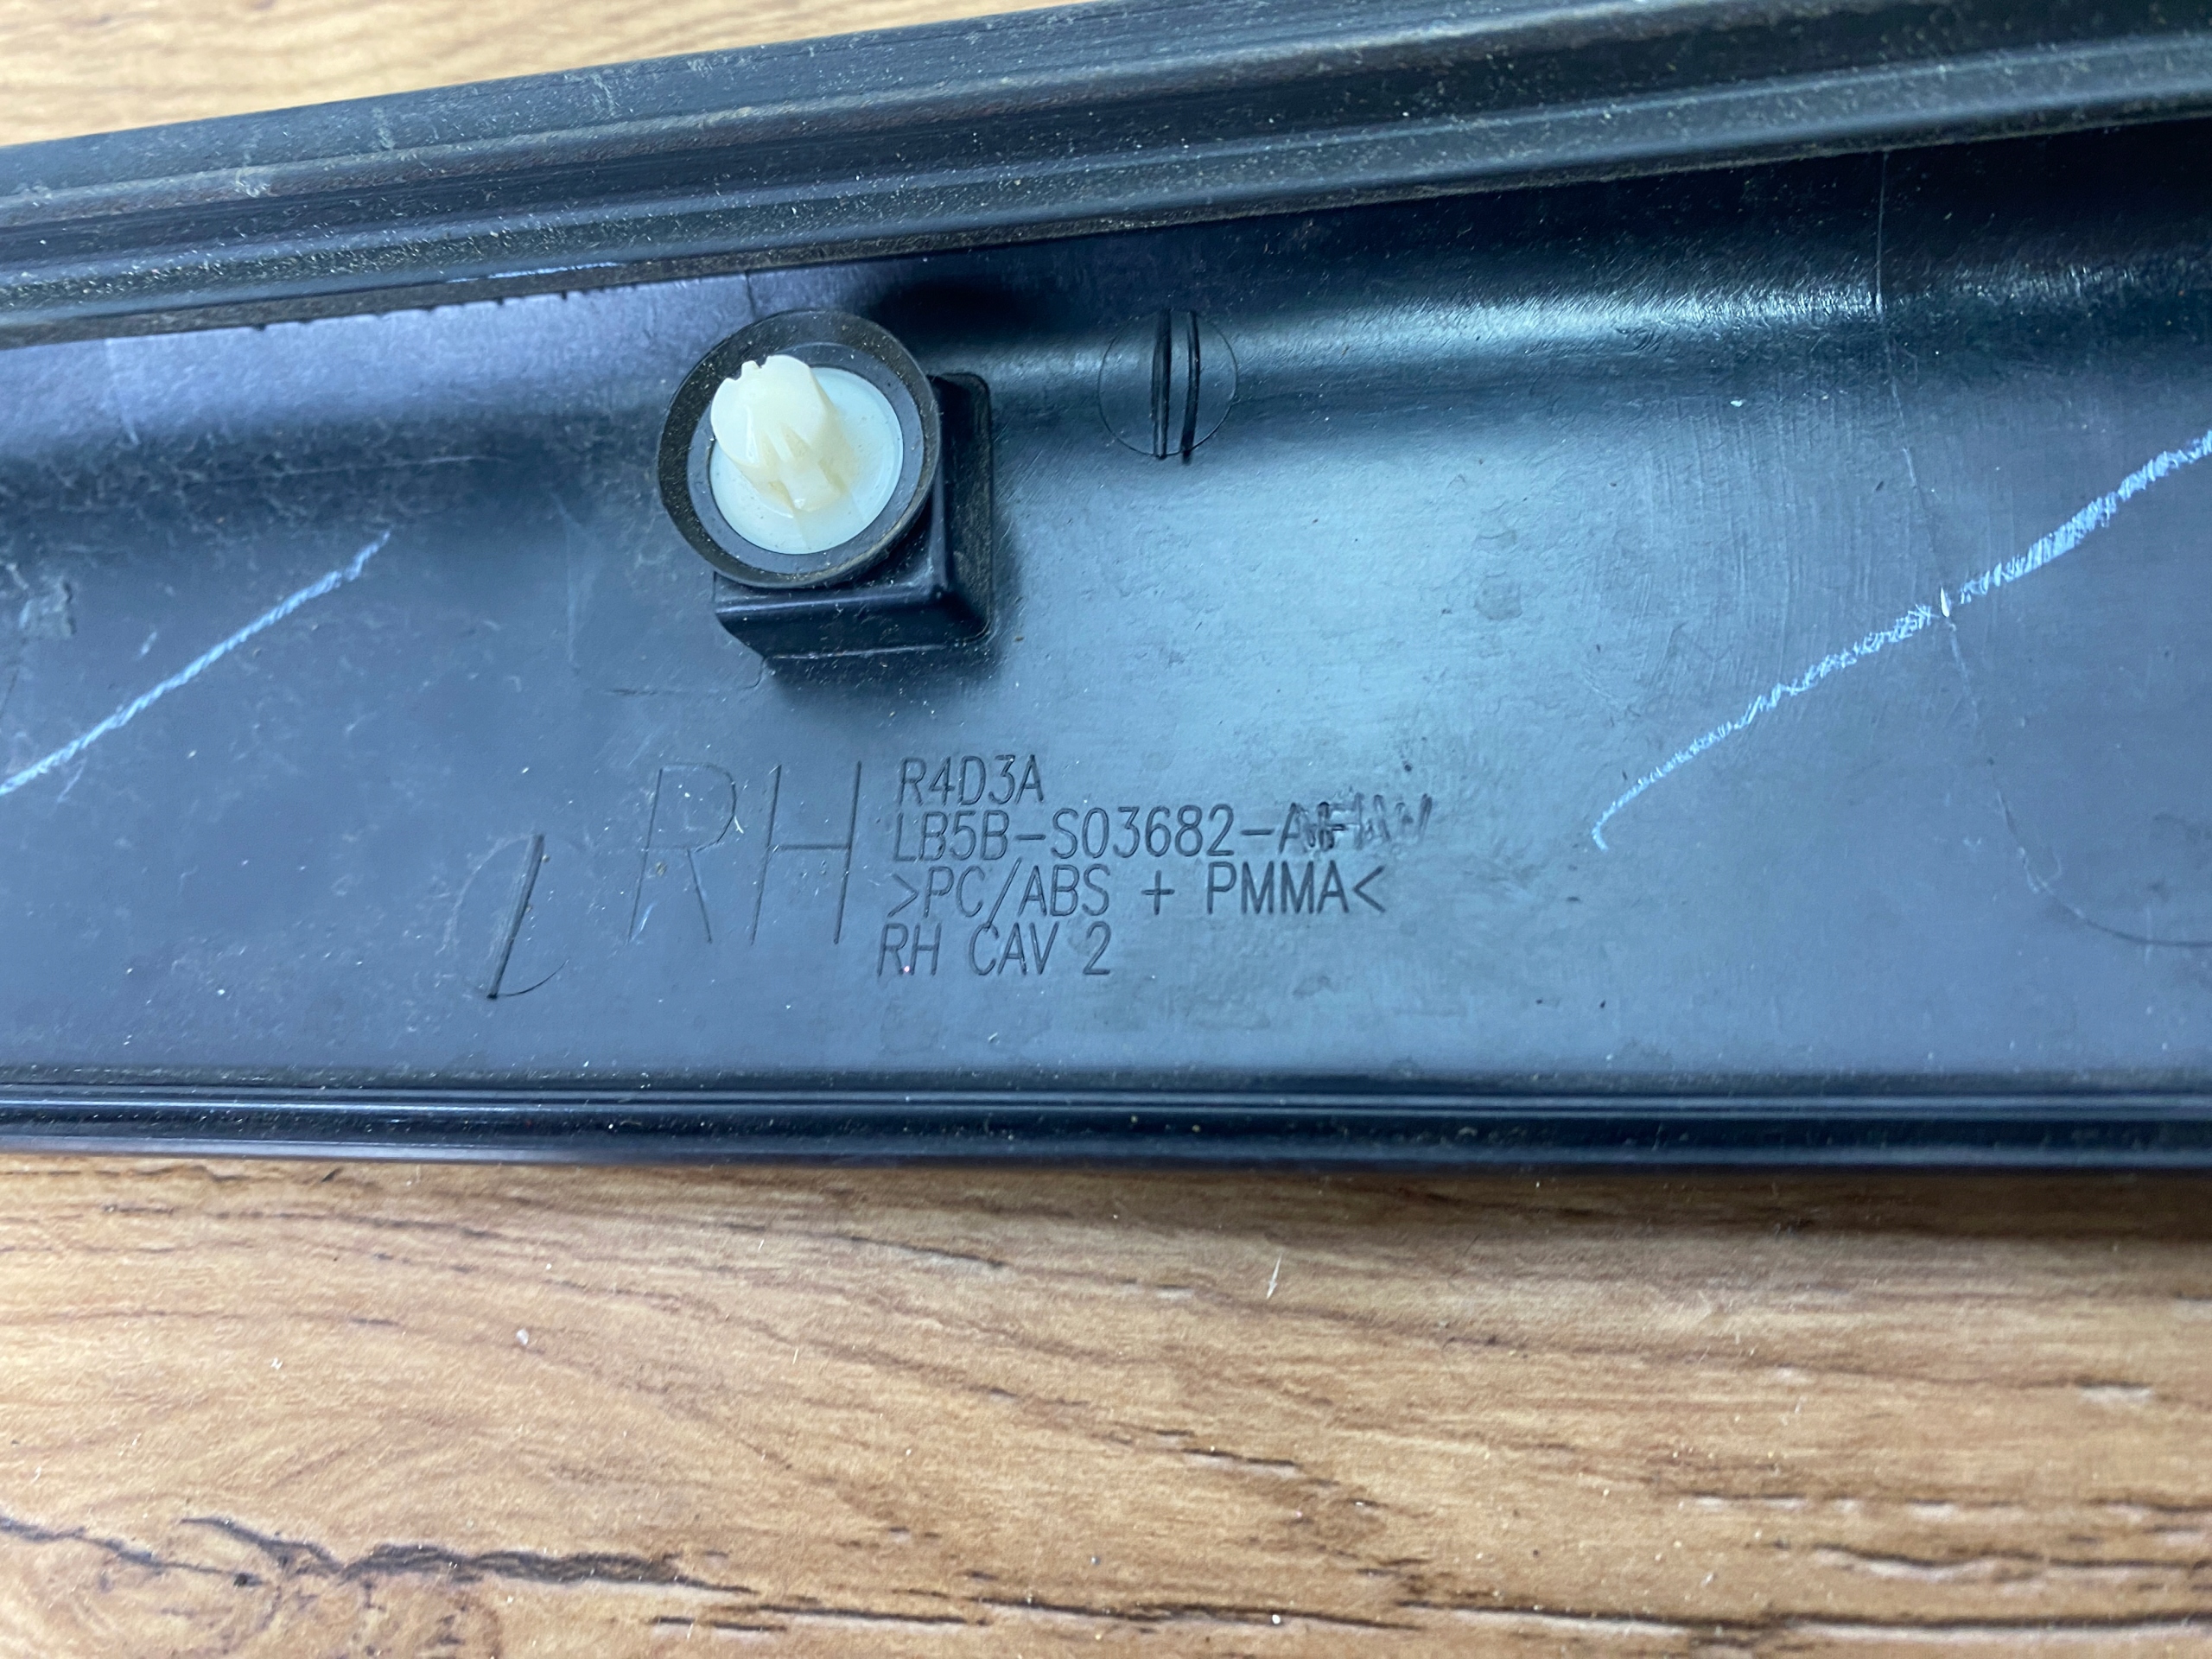 RH
R4D3A
LB5B-S03682-
>PC/ABS + PMMA<
RH CAV 2